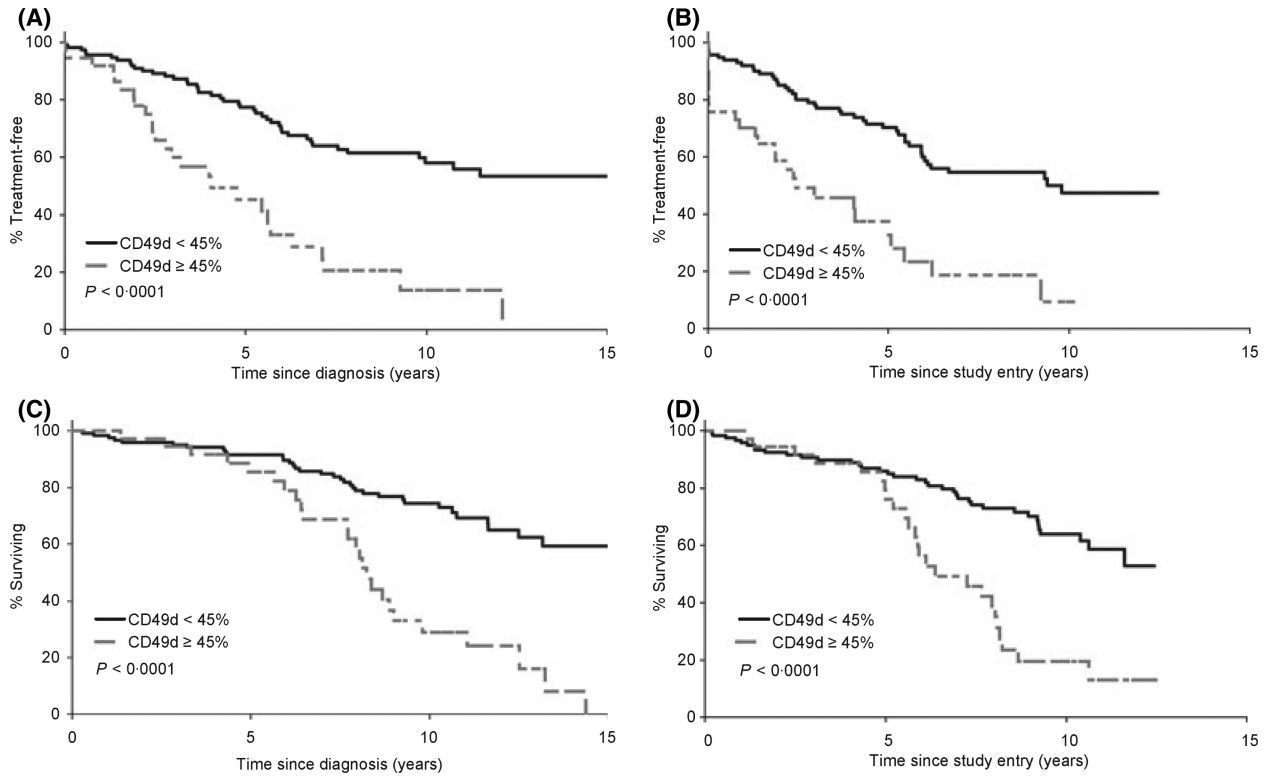 (A)
100
80
60
40
20
0
% Treatment-free
CD49d < 45%
CD49d ≥ 45%
P < 0·0001
0 5 10 15
Time since diagnosis (years)
(B)
100
80
60
40
20
0
% Treatment-free
CD49d < 45%
CD49d ≥ 45%
P < 0·0001
0 5 10 15
Time since study entry (years)
(C)
100
80
60
40
20
0
% Surviving
CD49d < 45%
CD49d ≥ 45%
P < 0·0001
0 5 10 15
Time since diagnosis (years)
(D)
100
80
60
40
20
0
% Surviving
CD49d < 45%
CD49d ≥ 45%
P < 0·0001
0 5 10 15
Time since study entry (years)